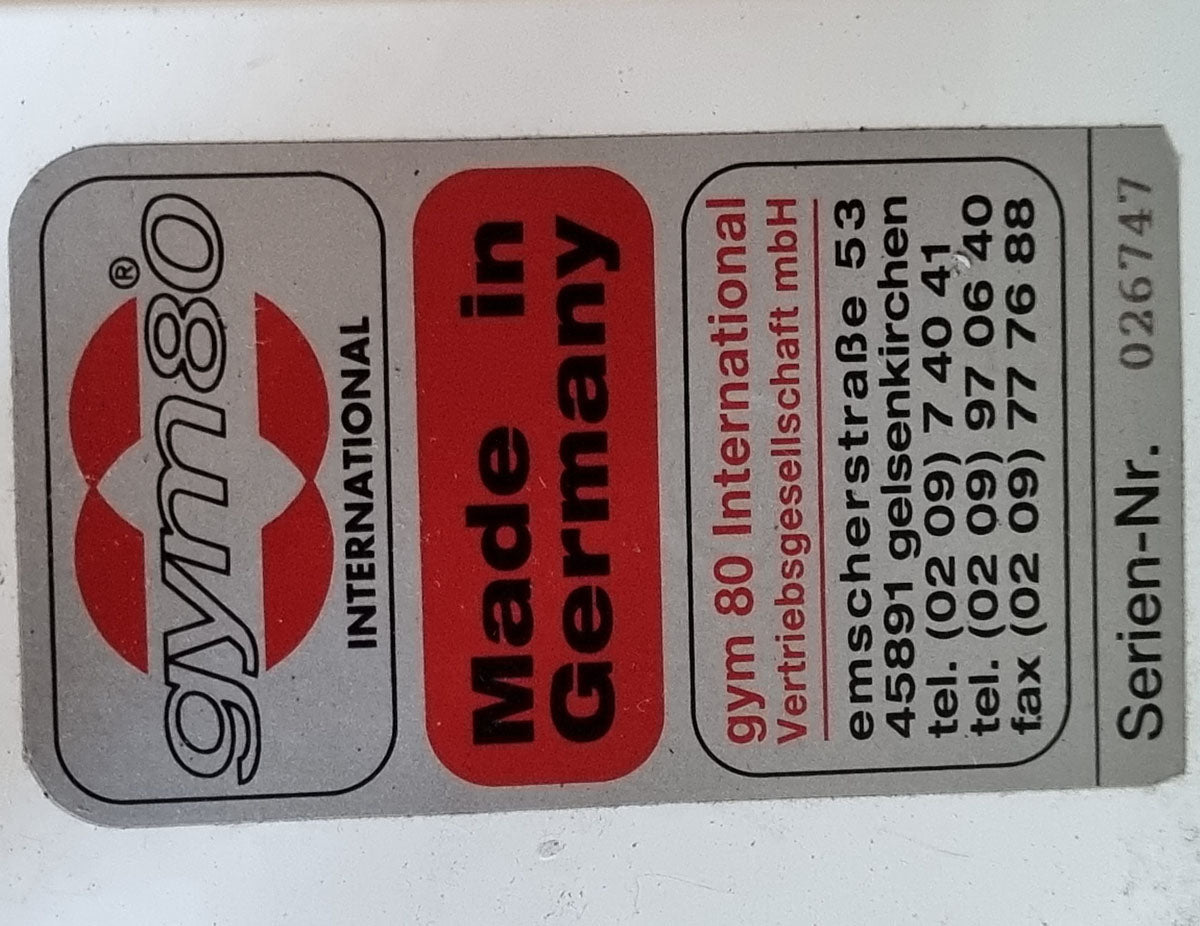 gym80®
INTERNATIONAL
Made in
Germany
gym 80 International
Vertriebsgesellschaft mbH
emscherstraße 53
45891 gelsenkirchen
tel. (02 09) 7 40 41
tel. (02 09) 97 06 40
fax (02 09) 77 76 88
Serien-Nr. 026747